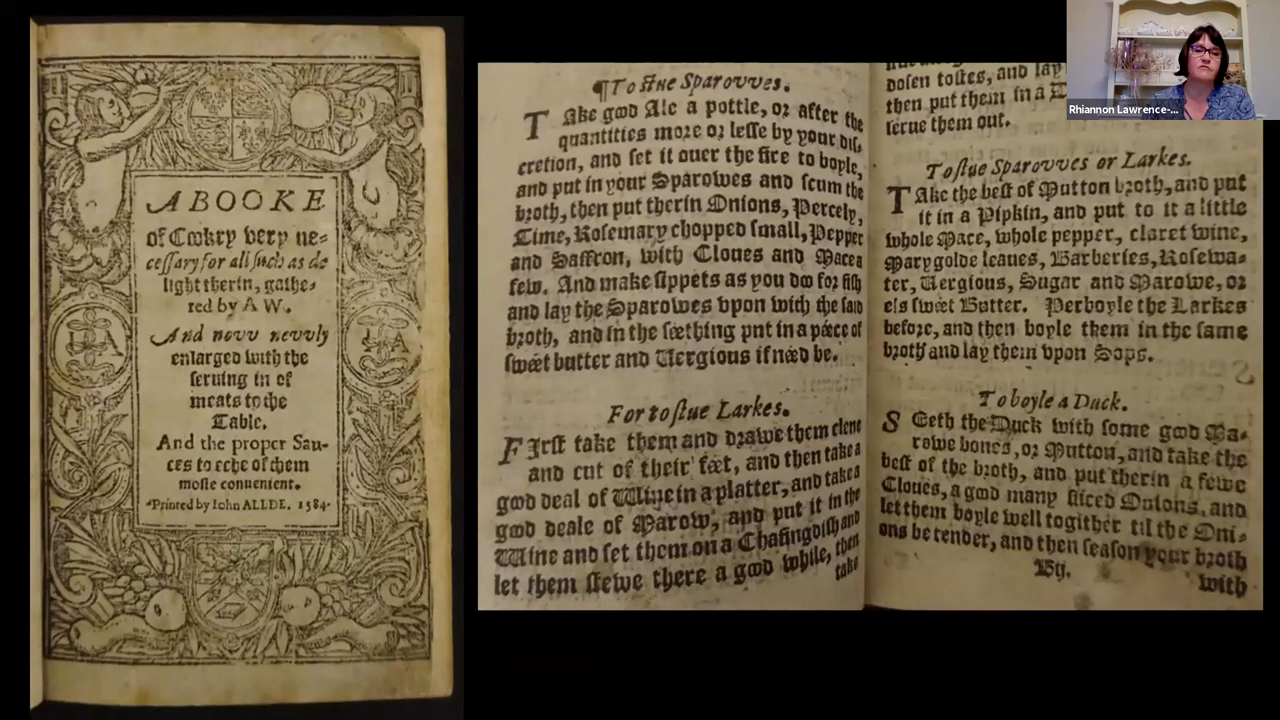 A BOOKE
of Cookry very ne=
cessary for all such as de
light therin, gathe=
red by A W.
And novv nevvly
enlarged with the
seruing in of
meats to the
Table.
And the proper Sau-
ces to eche of them
moste conuenient.
Printed by Iohn ALLDE. 1584.
¶To stue Sparovves.
TAke good Ale a pottle, or after the
quantities more or lesse by your dis,
cretion, and set it ouer the fire to boyle,
and put in your Sparowes and scum the
broth, then put therin Onions, Percely,
Time, Rosemary chopped small, Pepper
and Saffron, with Cloues and Mace a
few. And make sippets as you doo for fish
and lay the Sparowes vpon with the said
broth, and in the seething put in a peece of
sweet butter and Uergious if need be.
For to stue Larkes.
FIrst take them and drawe them clene
and cut of their feet, and then take a
good deal of Wine in a platter, and take a
good deale of Marow, and put it in the
Wine and set them on a Chafingdish and
let them stewe there a good while, then
take
dosen tostes, and lay
then put them in a
serue them out.
To stue Sparovves or Larkes.
TAke the best of Mutton broth, and put
it in a Pipkin, and put to it a little
whole Mace, whole pepper, claret wine,
Marygolde leaues, Barberies, Rosewa=
ter, Uergious, Sugar and Marowe, or
els sweet Butter. Perboyle the Larkes
before, and then boyle them in the same
broth and lay them vpon Sops.
To boyle a Duck.
SEeth the Duck with some good Ma=
rowe bones, or Mutton, and take the
best of the broth, and put therin a fewe
Cloues, a good many sliced Onions, and
let them boyle well togither til the Oni=
ons be tender, and then season your broth
Bij.
with
Rhiannon Lawrence-...